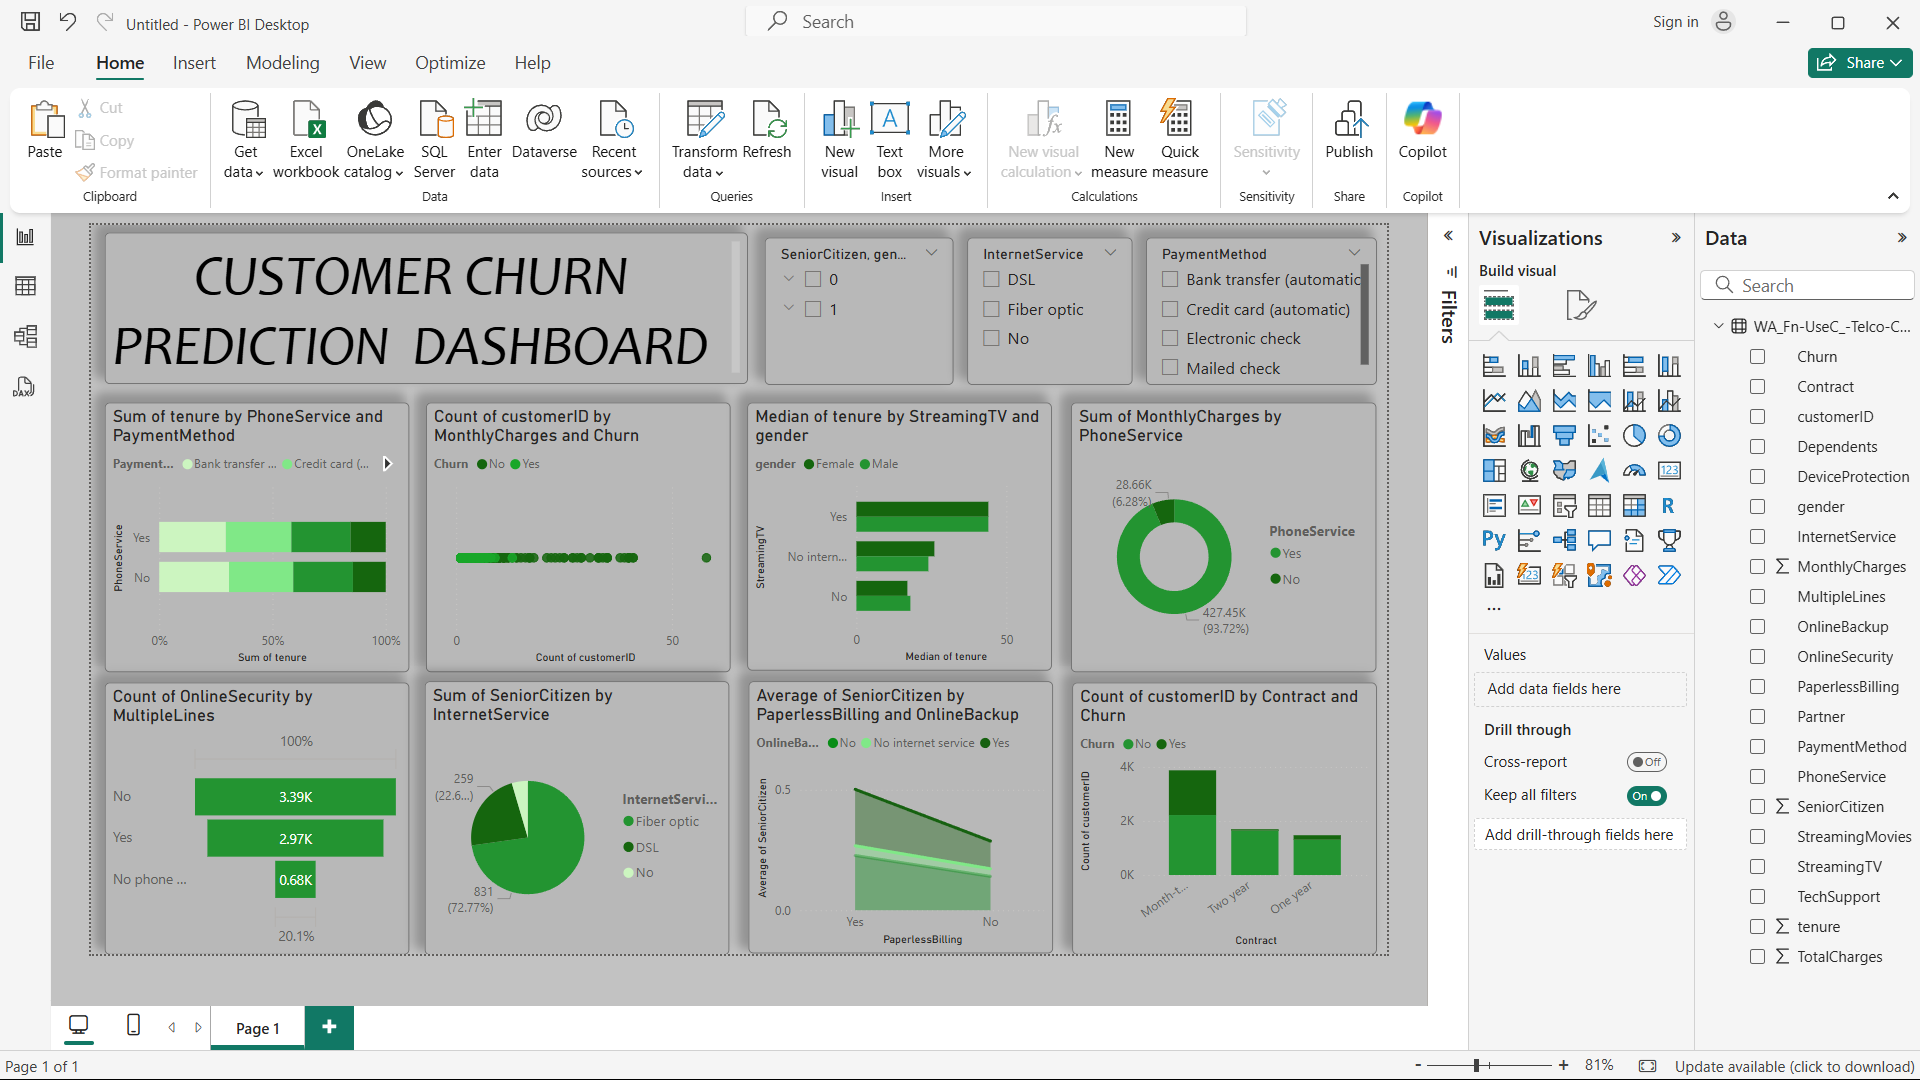 Untitled - Power BI Desktop
Search
Sign in
File
Home
Insert
Modeling
View
Optimize
Help
Share
Paste
Cut
Copy
Format painter
Clipboard
Get data
Excel workbook
OneLake catalog
SQL Server
Enter data
Dataverse
Recent sources
Data
Transform data
Refresh
Queries
New visual
Text box
More visuals
Insert
New visual calculation
New measure
Quick measure
Calculations
Sensitivity
Sensitivity
Publish
Share
Copilot
Copilot
CUSTOMER CHURN
PREDICTION DASHBOARD
SeniorCitizen, gen...
0
1
InternetService
DSL
Fiber optic
No
PaymentMethod
Bank transfer (automatic
Credit card (automatic)
Electronic check
Mailed check
Sum of tenure by PhoneService and
PaymentMethod
Payment...
Bank transfer ...
Credit card (...
PhoneService
Yes
No
0%
50%
100%
Sum of tenure
Count of customerID by
MonthlyCharges and Churn
Churn
No
Yes
0
50
Count of customerID
Median of tenure by StreamingTV and
gender
gender
Female
Male
StreamingTV
Yes
No intern...
No
0
50
Median of tenure
Sum of MonthlyCharges by
PhoneService
28.66K
(6.28%)
427.45K
(93.72%)
PhoneService
Yes
No
Count of OnlineSecurity by
MultipleLines
100%
No
3.39K
Yes
2.97K
No phone ...
0.68K
20.1%
Sum of SeniorCitizen by
InternetService
259
(22.6...)
831
(72.77%)
InternetServi...
Fiber optic
DSL
No
Average of SeniorCitizen by
PaperlessBilling and OnlineBackup
OnlineBa...
No
No internet service
Yes
Average of SeniorCitizen
0.5
0.0
Yes
No
PaperlessBilling
Count of customerID by Contract and
Churn
Churn
No
Yes
Count of customerID
4K
2K
0K
Month-t...
Two year
One year
Contract
Filters
Visualizations
Build visual
123
R
Py
123
...
Values
Add data fields here
Drill through
Cross-report
Off
Keep all filters
On
Add drill-through fields here
Data
Search
WA_Fn-UseC_-Telco-C...
Churn
Contract
customerID
Dependents
DeviceProtection
gender
InternetService
MonthlyCharges
MultipleLines
OnlineBackup
OnlineSecurity
PaperlessBilling
Partner
PaymentMethod
PhoneService
SeniorCitizen
StreamingMovies
StreamingTV
TechSupport
tenure
TotalCharges
DAX
Page 1
Page 1 of 1
81%
Update available (click to download)